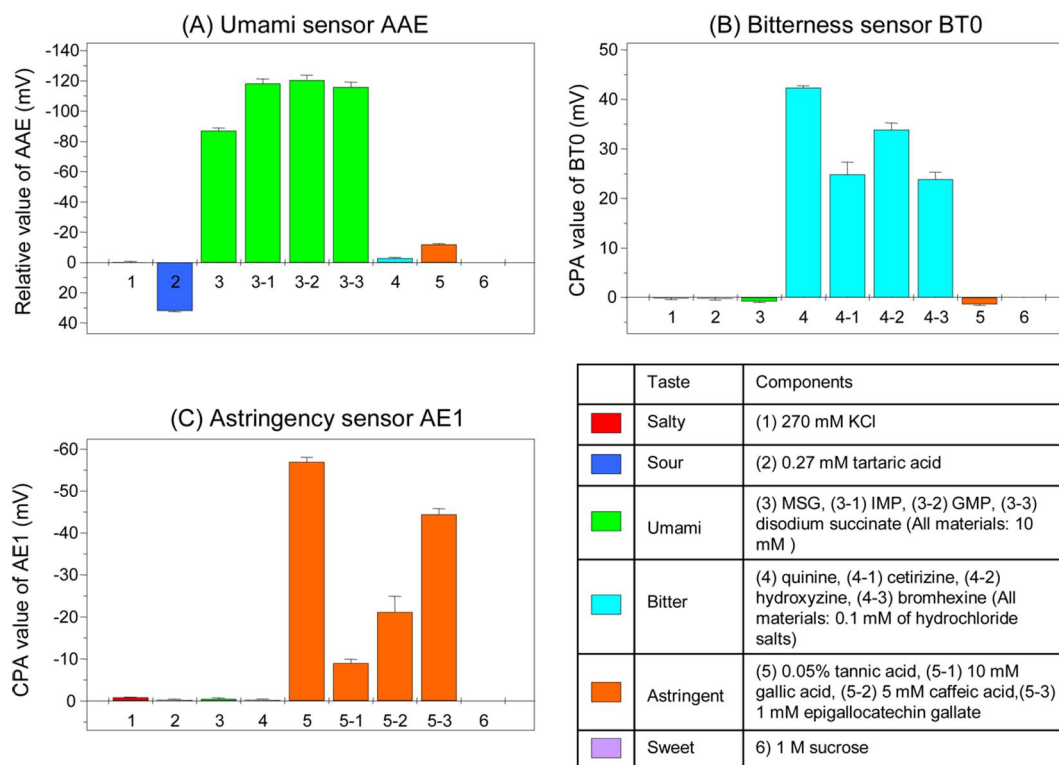 (A) Umami sensor AAE
Relative value of AAE (mV)
-140
-120
-100
-80
-60
-40
-20
0
20
40
1
2
3
3-1
3-2
3-3
4
5
6
(B) Bitterness sensor BT0
CPA value of BT0 (mV)
50
40
30
20
10
0
1
2
3
4
4-1
4-2
4-3
5
6
(C) Astringency sensor AE1
CPA value of AE1 (mV)
-60
-50
-40
-30
-20
-10
0
1
2
3
4
5
5-1
5-2
5-3
6
Taste
Components
Salty
(1) 270 mM KCl
Sour
(2) 0.27 mM tartaric acid
Umami
(3) MSG, (3-1) IMP, (3-2) GMP, (3-3)
disodium succinate (All materials: 10
mM )
Bitter
(4) quinine, (4-1) cetirizine, (4-2)
hydroxyzine, (4-3) bromhexine (All
materials: 0.1 mM of hydrochloride
salts)
Astringent
(5) 0.05% tannic acid, (5-1) 10 mM
gallic acid, (5-2) 5 mM caffeic acid,(5-3)
1 mM epigallocatechin gallate
Sweet
6) 1 M sucrose